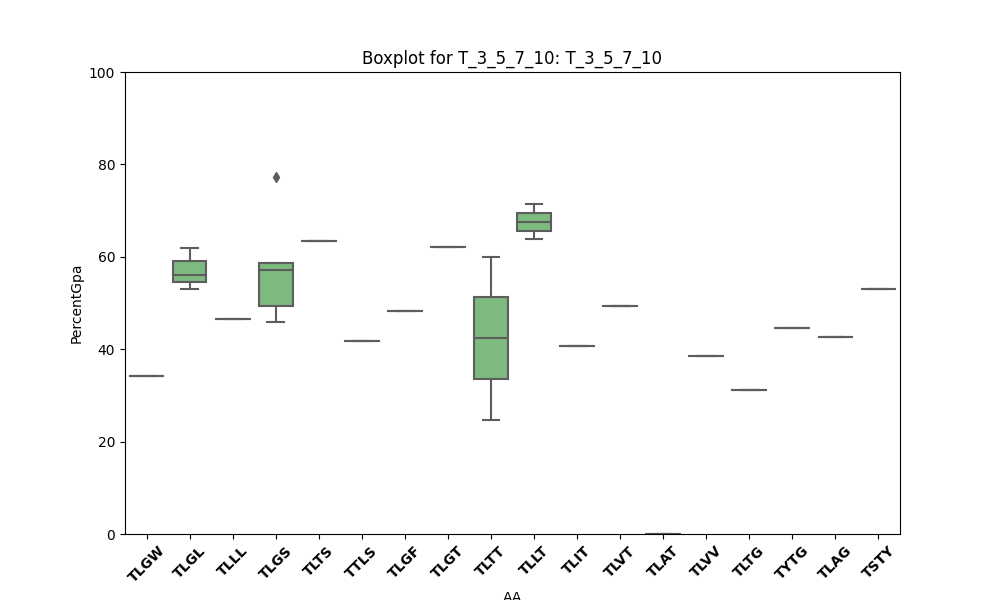 Boxplot for T_3_5_7_10: T_3_5_7_10
100
80
60
40
20
0
PercentGpa
TLGW TLGL TLLL TLGS TLTS TTLS TLGF TLGT TLTT TLLT TLIT TLVT TLAT TLVV TLTG TYTG TLAG TSTY
AA